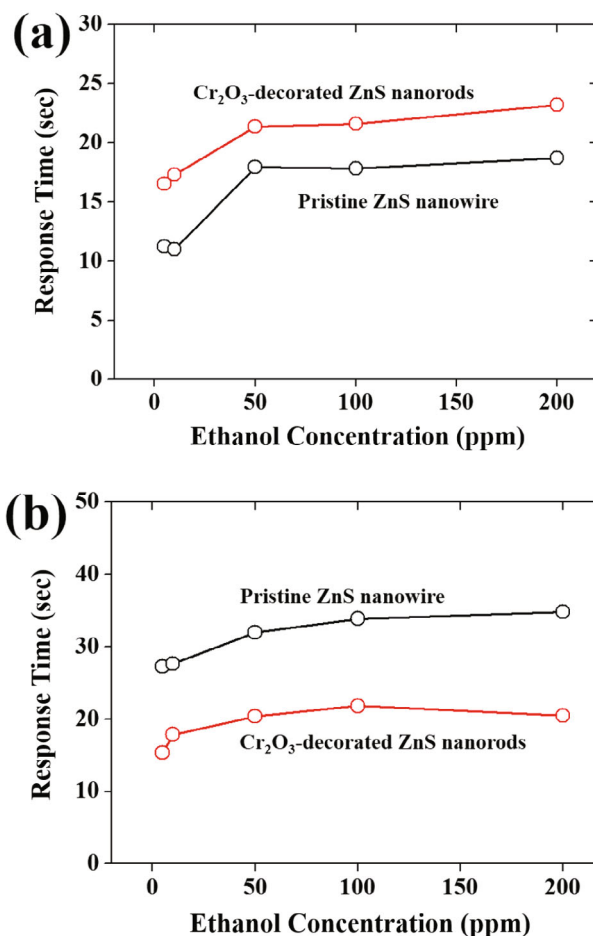 (a)
30
25
20
15
10
5
0
Response Time (sec)
Cr₂O₃-decorated ZnS nanorods
Pristine ZnS nanowire
0 50 100 150 200
Ethanol Concentration (ppm)
(b)
50
40
30
20
10
0
Response Time (sec)
Pristine ZnS nanowire
Cr₂O₃-decorated ZnS nanorods
0 50 100 150 200
Ethanol Concentration (ppm)